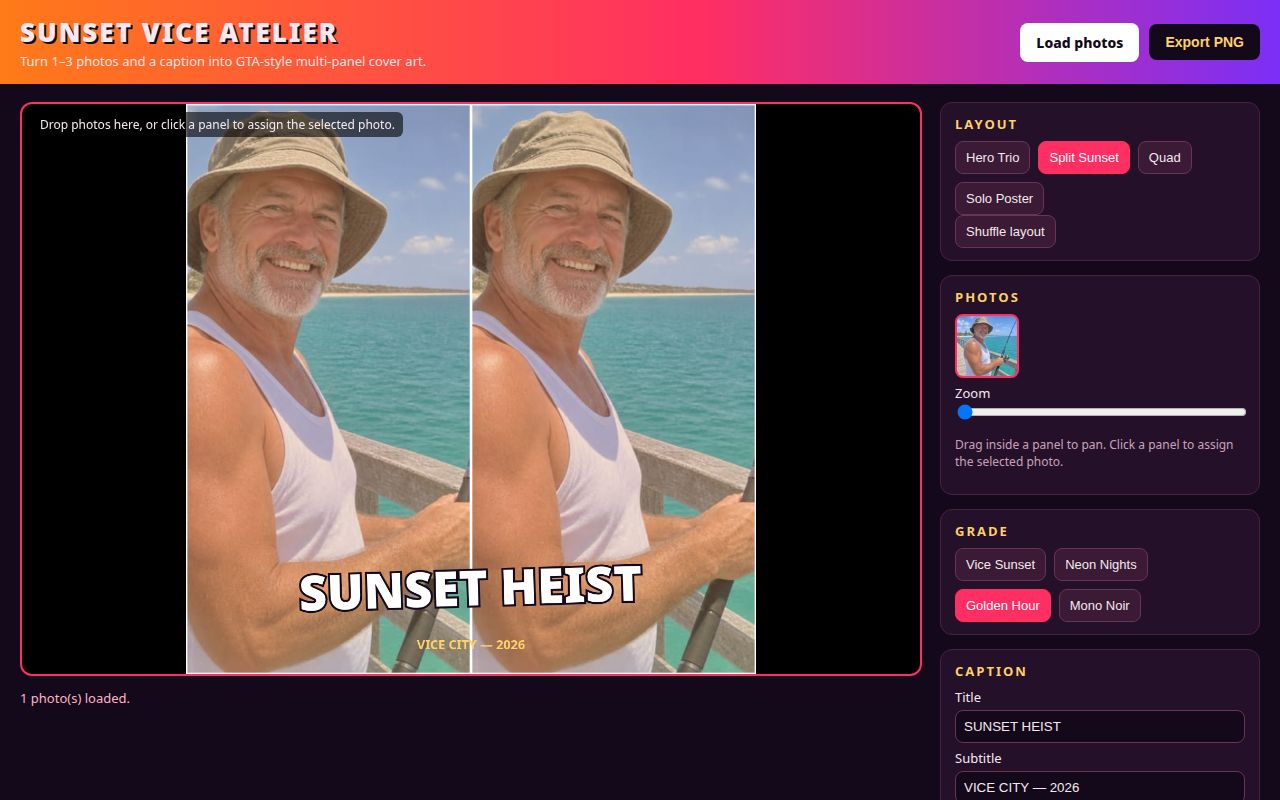 SUNSET VICE ATELIER
Turn 1–3 photos and a caption into GTA-style multi-panel cover art.
Load photos
Export PNG
Drop photos here, or click a panel to assign the selected photo.
SUNSET HEIST
VICE CITY — 2026
1 photo(s) loaded.
LAYOUT
Hero Trio
Split Sunset
Quad
Solo Poster
Shuffle layout
PHOTOS
Zoom
Drag inside a panel to pan. Click a panel to assign
the selected photo.
GRADE
Vice Sunset
Neon Nights
Golden Hour
Mono Noir
CAPTION
Title
SUNSET HEIST
Subtitle
VICE CITY — 2026